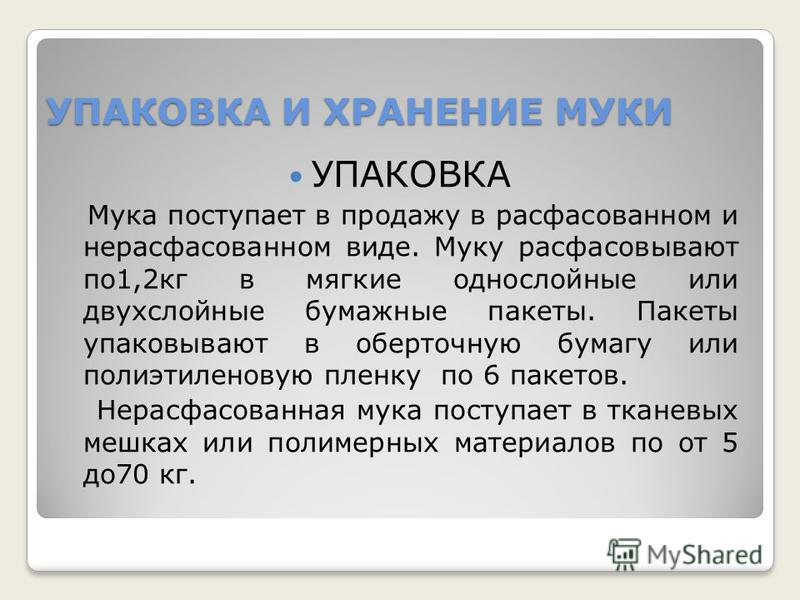 УПАКОВКА И ХРАНЕНИЕ МУКИ
УПАКОВКА
Мука поступает в продажу в расфасованном и
нерасфасованном виде. Муку расфасовывают
по1,2кг в мягкие однослойные или
двухслойные бумажные пакеты. Пакеты
упаковывают в оберточную бумагу или
полиэтиленовую пленку по 6 пакетов.
Нерасфасованная мука поступает в тканевых
мешках или полимерных материалов по от 5
до70 кг.
MyShared